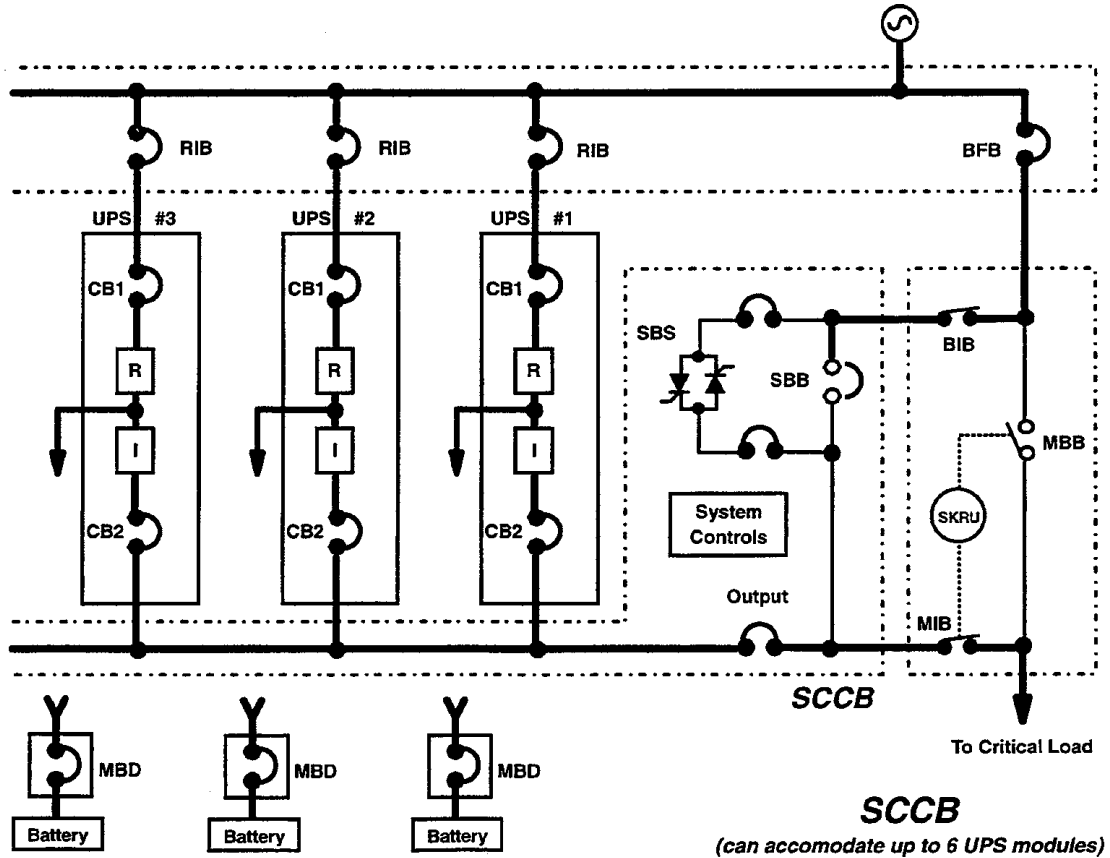 RIB
RIB
RIB
BFB
UPS #3
UPS #2
UPS #1
CB1
CB1
CB1
SBS
BIB
R
R
R
SBB
I
I
I
MBB
System
Controls
SKRU
CB2
CB2
CB2
Output
MIB
SCCB
To Critical Load
MBD
MBD
MBD
Battery
Battery
Battery
SCCB
(can accomodate up to 6 UPS modules)